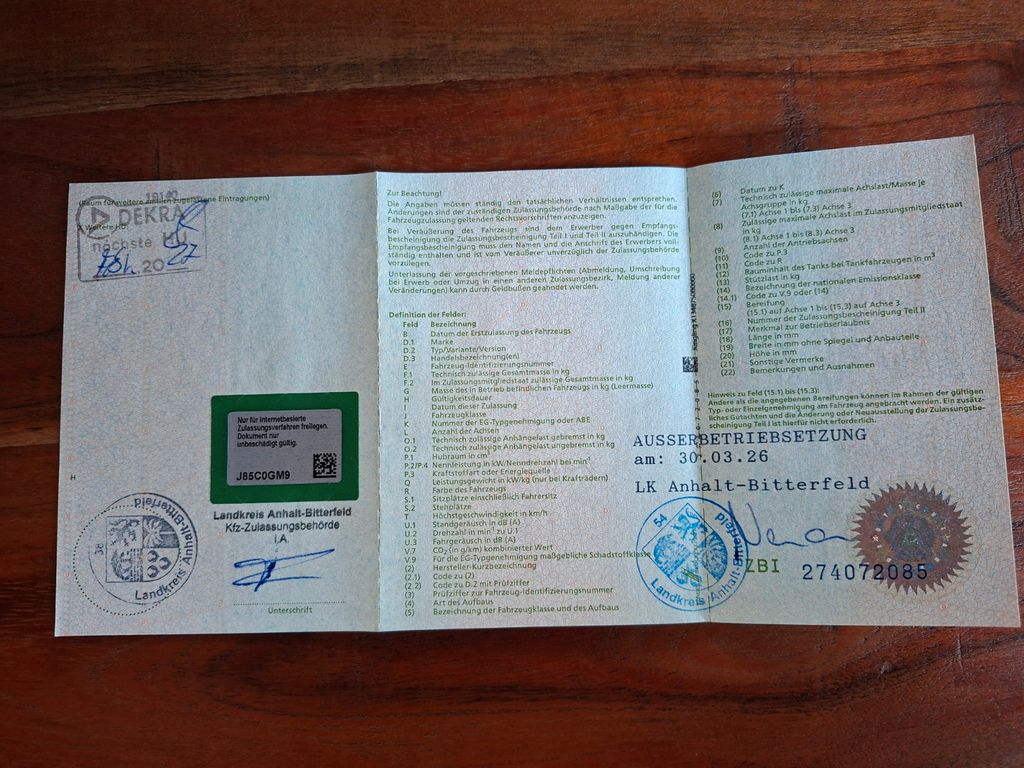 (Raum für weitere amtlich zugelassene Eintragungen)
Weitere HU:
DEKRA
nächste HU
20 27
Nur für internetbasierte
Zulassungsverfahren freilegen.
Dokument nur
unbeschädigt gültig.
J85C0GM9
H
Landkreis Anhalt-Bitterfeld
Kfz-Zulassungsbehörde
i.A.
Unterschrift
Landkreis Anhalt-Bitterfeld
Zur Beachtung!
Die Angaben müssen ständig den tatsächlichen Verhältnissen entsprechen.
Änderungen sind der zuständigen Zulassungsbehörde nach Maßgabe der für die
Fahrzeugzulassung geltenden Rechtsvorschriften anzuzeigen.
Bei Veräußerung des Fahrzeugs sind dem Erwerber gegen Empfangs-
bescheinigung die Zulassungsbescheinigung Teil I und Teil II auszuhändigen. Die
Empfangsbescheinigung muss den Namen und die Anschrift des Erwerbers voll-
ständig enthalten und ist vom Veräußerer unverzüglich der Zulassungsbehörde
vorzulegen.
Unterlassung der vorgeschriebenen Meldepflichten (Abmeldung, Umschreibung
bei Erwerb oder Umzug in einen anderen Zulassungsbezirk, Meldung anderer
Veränderungen) kann durch Geldbußen geahndet werden.
Definition der Felder:
Feld Bezeichnung
B Datum der Erstzulassung des Fahrzeugs
D.1 Marke
D.2 Typ/Variante/Version
D.3 Handelsbezeichnung(en)
E Fahrzeug-Identifizierungsnummer
F.1 Technisch zulässige Gesamtmasse in kg
F.2 Im Zulassungsmitgliedstaat zulässige Gesamtmasse in kg
G Masse des in Betrieb befindlichen Fahrzeugs in kg (Leermasse)
H Gültigkeitsdauer
I Datum dieser Zulassung
J Fahrzeugklasse
K Nummer der EG-Typgenehmigung oder ABE
L Anzahl der Achsen
O.1 Technisch zulässige Anhängelast gebremst in kg
O.2 Technisch zulässige Anhängelast ungebremst in kg
P.1 Hubraum in cm³
P.2/P.4 Nennleistung in kW/Nenndrehzahl bei min⁻¹
P.3 Kraftstoffart oder Energiequelle
Q Leistungsgewicht in kW/kg (nur bei Krafträdern)
R Farbe des Fahrzeugs
S.1 Sitzplätze einschließlich Fahrersitz
S.2 Stehplätze
T Höchstgeschwindigkeit in km/h
U.1 Standgeräusch in dB (A)
U.2 Drehzahl in min⁻¹ zu U.1
U.3 Fahrgeräusch in dB (A)
V.7 CO₂ (in g/km) kombinierter Wert
V.9 Für die EG-Typgenehmigung maßgebliche Schadstoffklasse
(2) Hersteller-Kurzbezeichnung
(2.1) Code zu (2)
(2.2) Code zu D.2 mit Prüfziffer
(3) Prüfziffer zur Fahrzeug-Identifizierungsnummer
(4) Art des Aufbaus
(5) Bezeichnung der Fahrzeugklasse und des Aufbaus
(6) Datum zu K
(7) Technisch zulässige maximale Achslast/Masse je
Achsgruppe in kg
(7.1) Achse 1 bis (7.3) Achse 3
(8) Zulässige maximale Achslast im Zulassungsmitgliedstaat
in kg
(8.1) Achse 1 bis (8.3) Achse 3
(9) Anzahl der Antriebsachsen
(10) Code zu P.3
(11) Code zu R
(12) Rauminhalt des Tanks bei Tankfahrzeugen in m³
(13) Stützlast in kg
(14) Bezeichnung der nationalen Emissionsklasse
(14.1) Code zu V.9 oder (14)
(15) Bereifung
(15.1) auf Achse 1 bis (15.3) auf Achse 3
(16) Nummer der Zulassungsbescheinigung Teil II
(17) Merkmal zur Betriebserlaubnis
(18) Länge in mm
(19) Breite in mm ohne Spiegel und Anbauteile
(20) Höhe in mm
(21) Sonstige Vermerke
(22) Bemerkungen und Ausnahmen
Hinweis zu Feld (15.1) bis (15.3):
Andere als die angegebenen Bereifungen können im Rahmen der gültigen
Typ- oder Einzelgenehmigung am Fahrzeug angebracht werden. Ein zusätz-
liches Gutachten und die Änderung oder Neuausstellung der Zulassungsbe-
scheinigung Teil I ist hierfür nicht erforderlich.
AUSSERBETRIEBSETZUNG
am: 30.03.26
LK Anhalt-Bitterfeld
54
Landkreis Anhalt-Bitterfeld
ZBI 274072085